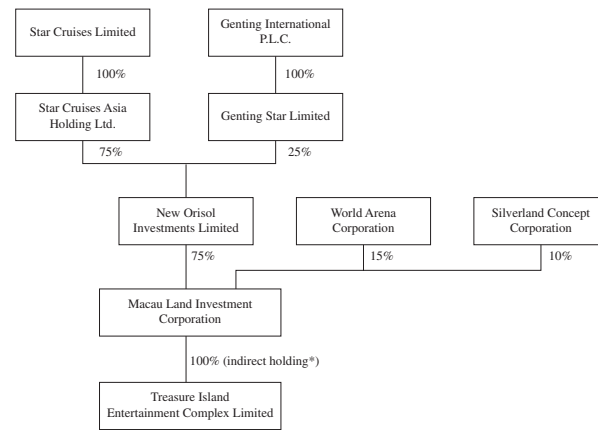 Star Cruises Limited
Genting International
P.L.C.
100%
100%
Star Cruises Asia
Holding Ltd.
Genting Star Limited
75%
25%
New Orisol
Investments Limited
World Arena
Corporation
Silverland Concept
Corporation
75%
15%
10%
Macau Land Investment
Corporation
100% (indirect holding*)
Treasure Island
Entertainment Complex Limited